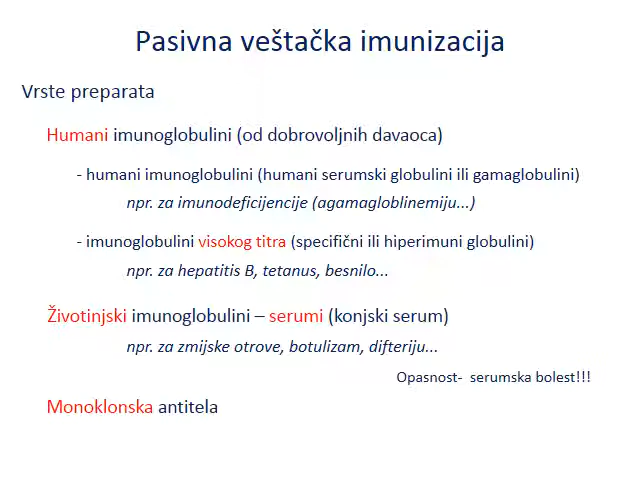 Pasivna veštačka imunizacija
Vrste preparata
Humani imunoglobulini (od dobrovoljnih davaoca)
- humani imunoglobulini (humani serumski globulini ili gamaglobulini)
npr. za imunodeficijencije (agamagloblinemiju...)
- imunoglobulini visokog titra (specifični ili hiperimuni globulini)
npr. za hepatitis B, tetanus, besnilo...
Životinjski imunoglobulini – serumi (konjski serum)
npr. za zmijske otrove, botulizam, difteriju...
Opasnost- serumska bolest!!!
Monoklonska antitela